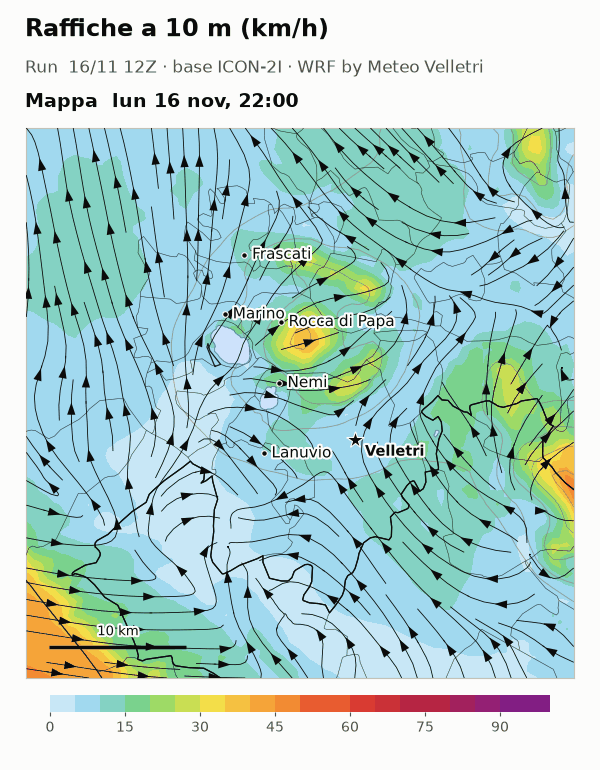 Raffiche a 10 m (km/h)
Run  16/11 12Z · base ICON-2I · WRF by Meteo Velletri
Mappa  lun 16 nov, 22:00
Frascati
Marino
Rocca di Papa
Nemi
Velletri
Lanuvio
10 km
0 15 30 45 60 75 90